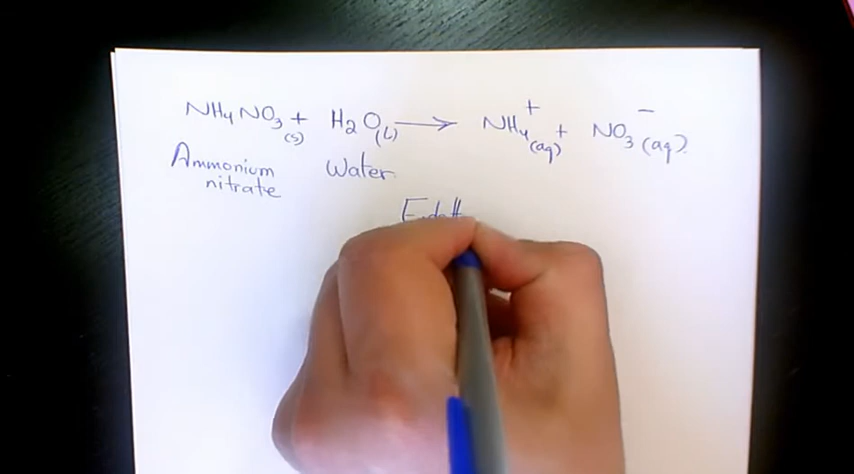 NH₄NO₃(s) + H₂O(l) → NH₄⁺(aq) + NO₃⁻(aq).
Ammonium Water
nitrate